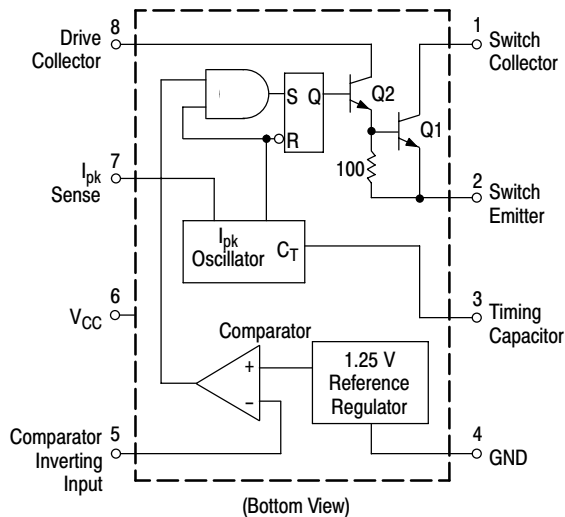 8
Drive
Collector
1
Switch
Collector
S Q
R
Q2
Q1
100
7
Ipk
Sense
2
Switch
Emitter
Ipk
Oscillator
CT
6
VCC
3
Timing
Capacitor
Comparator
+
−
1.25 V
Reference
Regulator
5
Comparator
Inverting
Input
4
GND
(Bottom View)